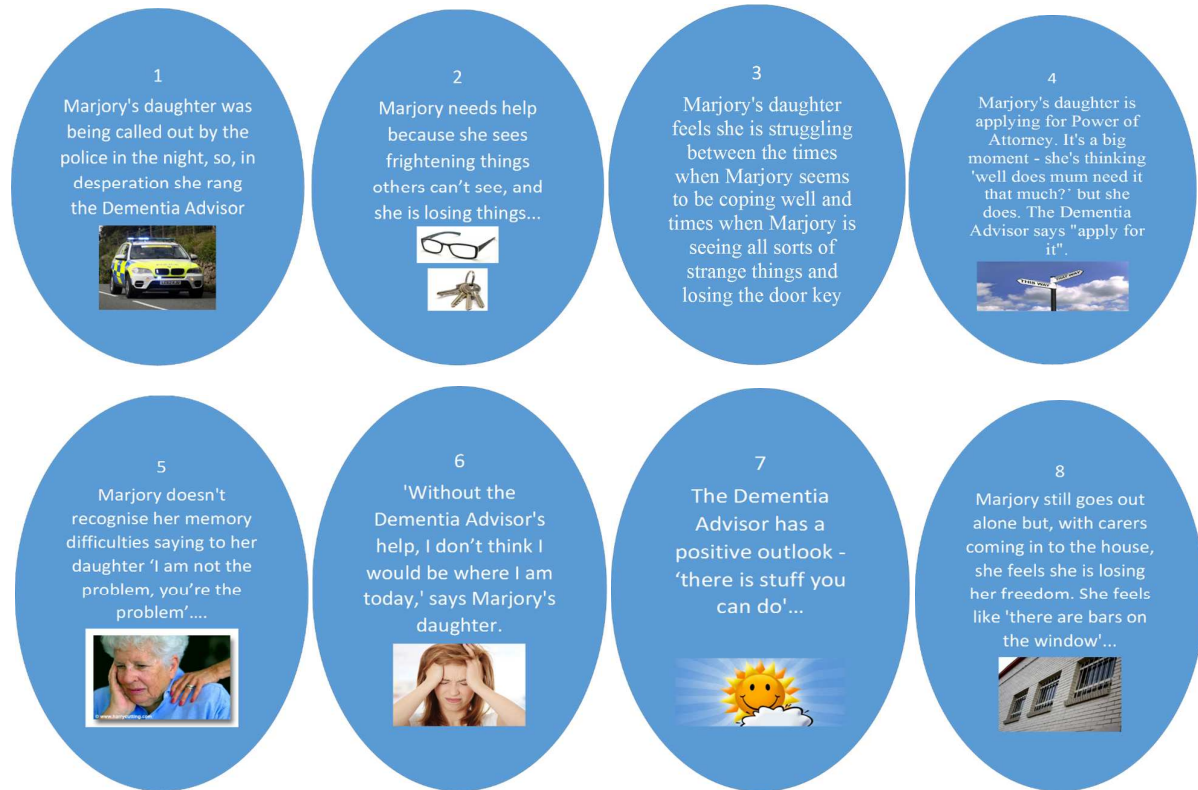 1
Marjory's daughter was
being called out by the
police in the night, so, in
desperation she rang
the Dementia Advisor
2
Marjory needs help
because she sees
frightening things
others can’t see, and
she is losing things...
3
Marjory's daughter
feels she is struggling
between the times
when Marjory seems
to be coping well and
times when Marjory is
seeing all sorts of
strange things and
losing the door key
4
Marjory's daughter is
applying for Power of
Attorney. It's a big
moment - she's thinking
'well does mum need it
that much?' but she
does. The Dementia
Advisor says "apply for
it".
THIS WAY
THAT WAY
5
Marjory doesn't
recognise her memory
difficulties saying to her
daughter ‘I am not the
problem, you’re the
problem’....
6
'Without the
Dementia Advisor's
help, I don’t think I
would be where I am
today,' says Marjory's
daughter.
7
The Dementia
Advisor has a
positive outlook -
‘there is stuff you
can do'...
8
Marjory still goes out
alone but, with carers
coming in to the house,
she feels she is losing
her freedom. She feels
like 'there are bars on
the window'...